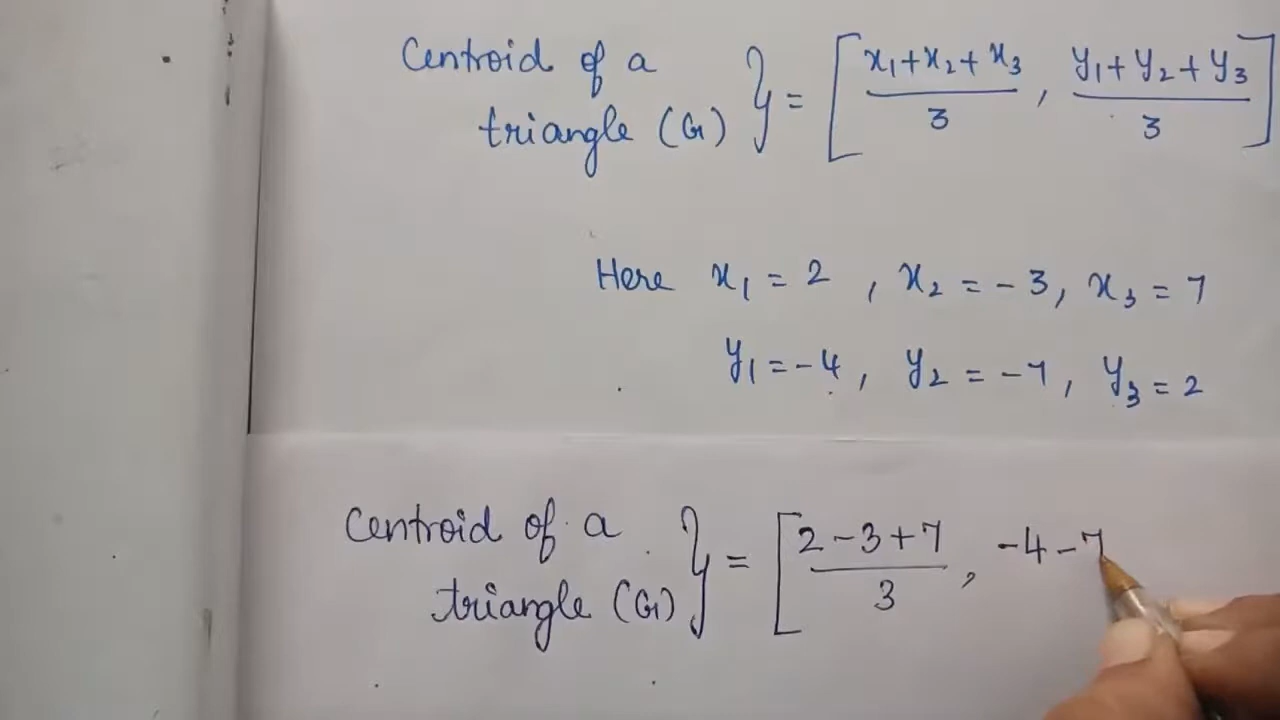 Centroid of a triangle (G) } = [ x₁+x₂+x₃ / 3 , y₁+y₂+y₃ / 3 ]
Here x₁ = 2 , x₂ = -3, x₃ = 7
y₁ = -4 , y₂ = -7 , y₃ = 2
Centroid of a triangle (G) } = [ 2-3+7 / 3 , -4-7